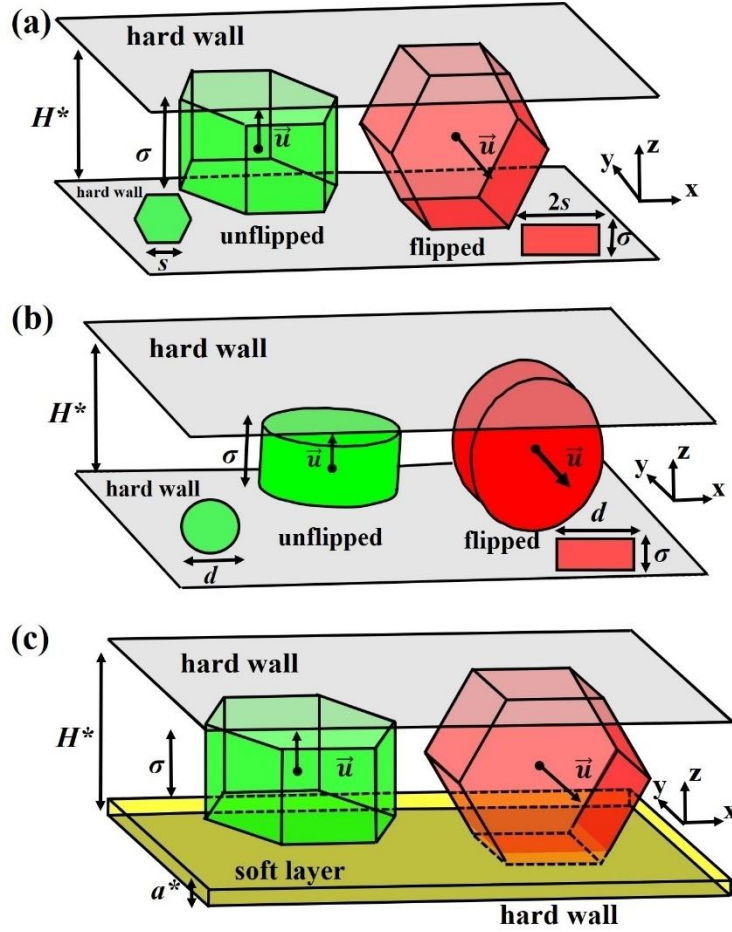 (a)
hard wall
H*
σ
u
u
hard wall
s
unflipped
flipped
2s
σ
z
y
x
(b)
hard wall
H*
σ
u
u
hard wall
d
unflipped
flipped
d
σ
z
y
x
(c)
hard wall
H*
σ
u
u
z
y
x
soft layer
a*
hard wall